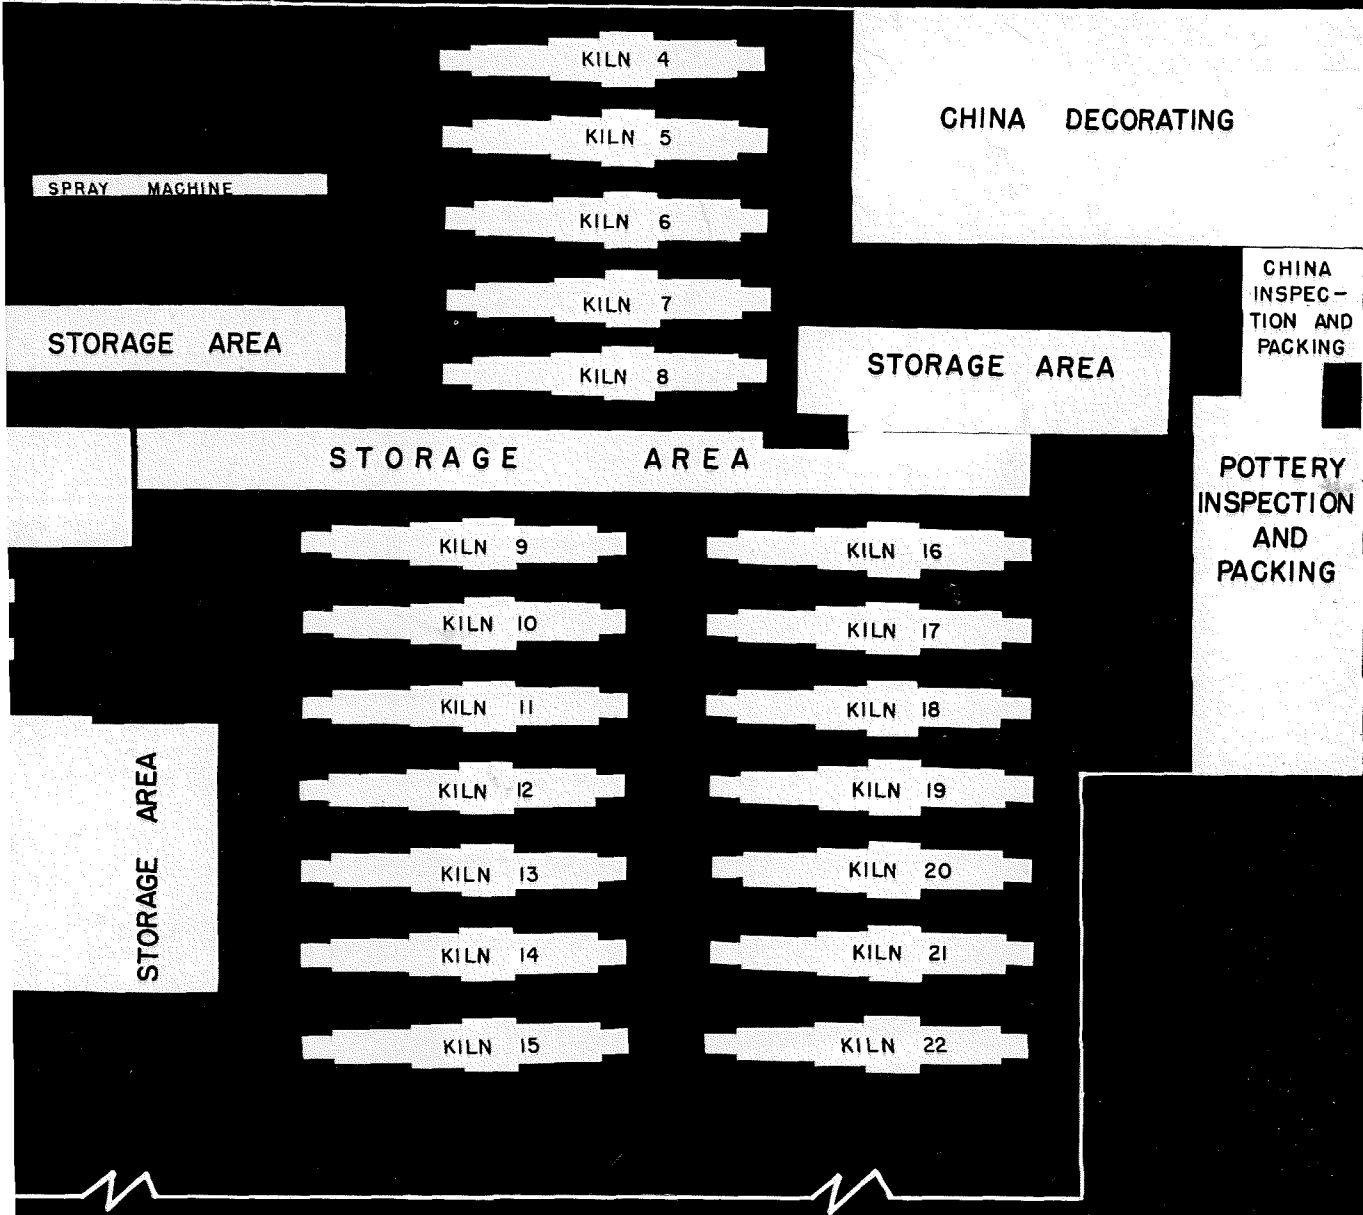 KILN 4
CHINA DECORATING
KILN 5
SPRAY MACHINE
KILN 6
CHINA
INSPEC-
TION AND
PACKING
KILN 7
STORAGE AREA
STORAGE AREA
KILN 8
STORAGE AREA
POTTERY
INSPECTION
AND
PACKING
KILN 9
KILN 16
KILN 10
KILN 17
KILN 11
KILN 18
STORAGE AREA
KILN 12
KILN 19
KILN 13
KILN 20
KILN 14
KILN 21
KILN 15
KILN 22